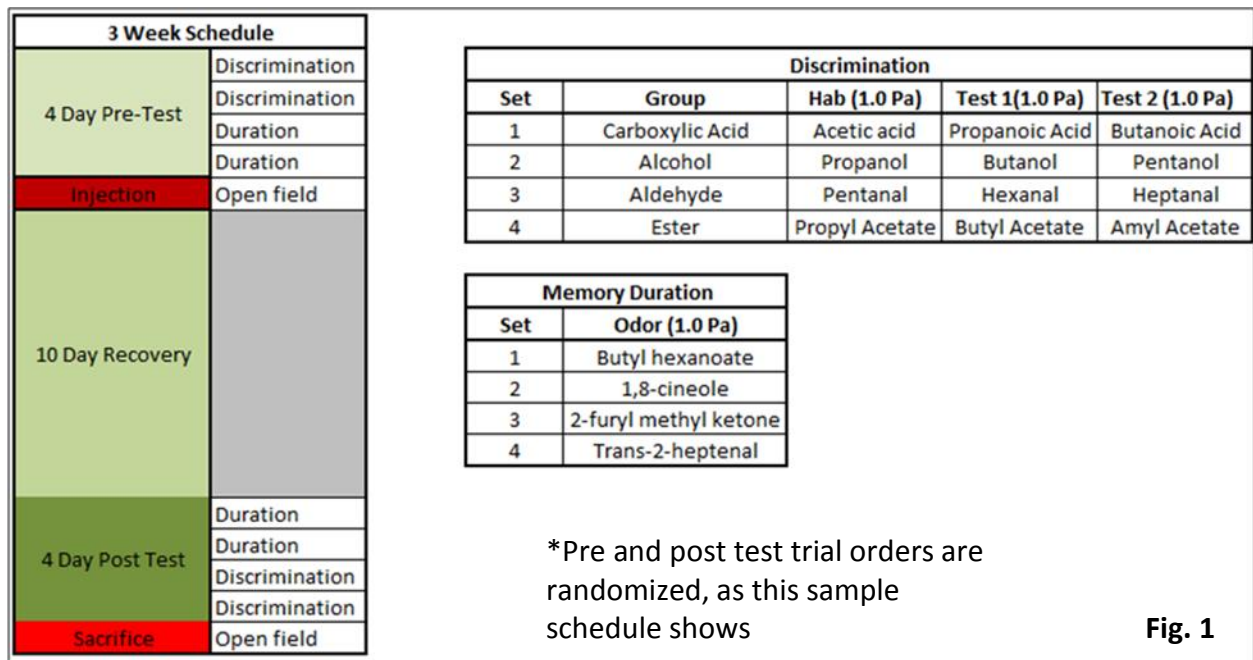 3 Week Schedule
4 Day Pre-Test
Discrimination
Discrimination
Duration
Duration
Injection Open field
10 Day Recovery
4 Day Post Test
Duration
Duration
Discrimination
Discrimination
Sacrifice Open field
Discrimination
Set Group Hab (1.0 Pa) Test 1(1.0 Pa) Test 2 (1.0 Pa)
1 Carboxylic Acid Acetic acid Propanoic Acid Butanoic Acid
2 Alcohol Propanol Butanol Pentanol
3 Aldehyde Pentanal Hexanal Heptanal
4 Ester Propyl Acetate Butyl Acetate Amyl Acetate
Memory Duration
Set Odor (1.0 Pa)
1 Butyl hexanoate
2 1,8-cineole
3 2-furyl methyl ketone
4 Trans-2-heptenal
*Pre and post test trial orders are
randomized, as this sample
schedule shows
Fig. 1